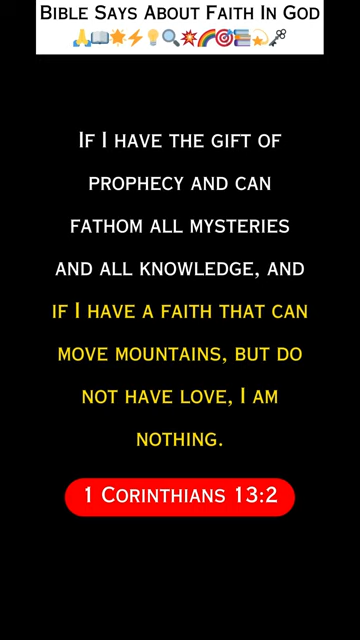 Bible Says About Faith In God
🙏📖🌟⚡💡🔍💥🌈🎯📚💫🗝
If I have the gift of
prophecy and can
fathom all mysteries
and all knowledge, and
if I have a faith that can
move mountains, but do
not have love, I am
nothing.
1 Corinthians 13:2